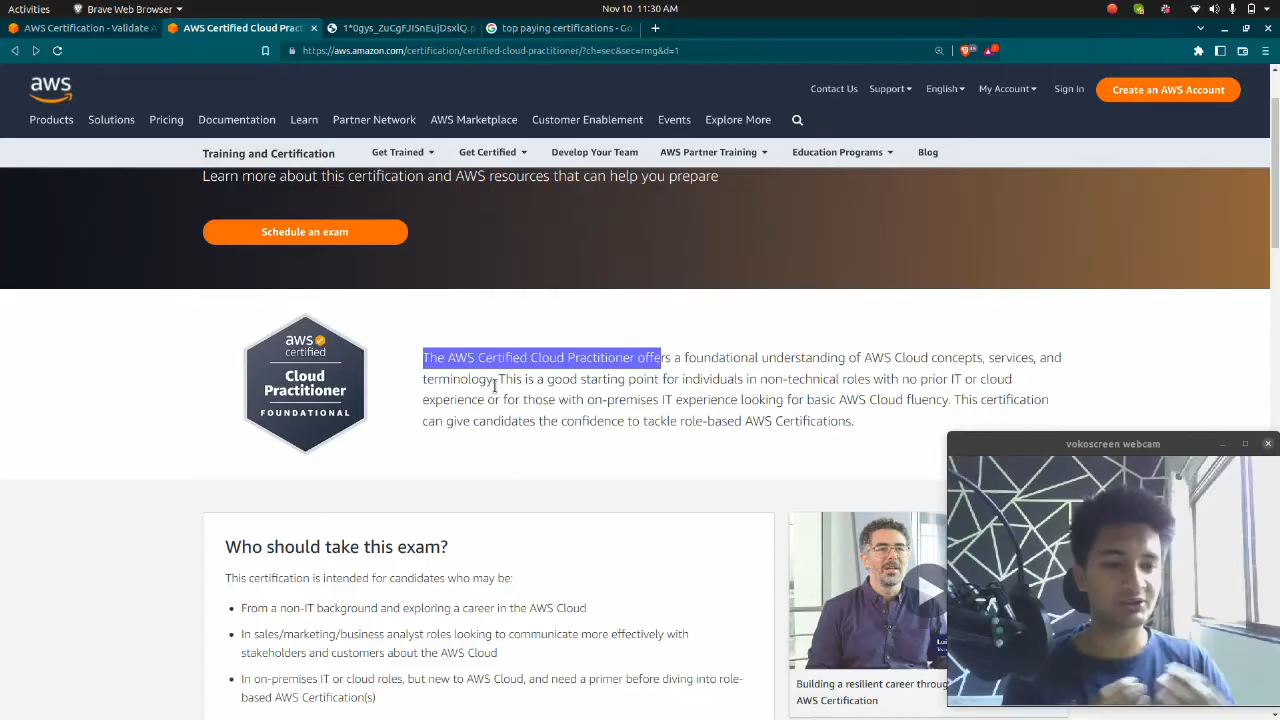 Activities
Brave Web Browser
Nov 10 11:30 AM
AWS Certification - Validate A
AWS Certified Cloud Pract
1*0gys_ZuCgFJI5nEujDsxlQ.p
top paying certifications - Go
https://aws.amazon.com/certification/certified-cloud-practitioner/?ch=sec&sec=rmg&d=1
aws
Contact Us
Support
English
My Account
Sign In
Create an AWS Account
Products
Solutions
Pricing
Documentation
Learn
Partner Network
AWS Marketplace
Customer Enablement
Events
Explore More
Training and Certification
Get Trained
Get Certified
Develop Your Team
AWS Partner Training
Education Programs
Blog
Learn more about this certification and AWS resources that can help you prepare
Schedule an exam
aws
certified
Cloud
Practitioner
FOUNDATIONAL
The AWS Certified Cloud Practitioner offers a foundational understanding of AWS Cloud concepts, services, and
terminology. This is a good starting point for individuals in non-technical roles with no prior IT or cloud
experience or for those with on-premises IT experience looking for basic AWS Cloud fluency. This certification
can give candidates the confidence to tackle role-based AWS Certifications.
vokoscreen webcam
Who should take this exam?
This certification is intended for candidates who may be:
• From a non-IT background and exploring a career in the AWS Cloud
• In sales/marketing/business analyst roles looking to communicate more effectively with
stakeholders and customers about the AWS Cloud
• In on-premises IT or cloud roles, but new to AWS Cloud, and need a primer before diving into role-
based AWS Certification(s)
Building a resilient career throug
AWS Certification